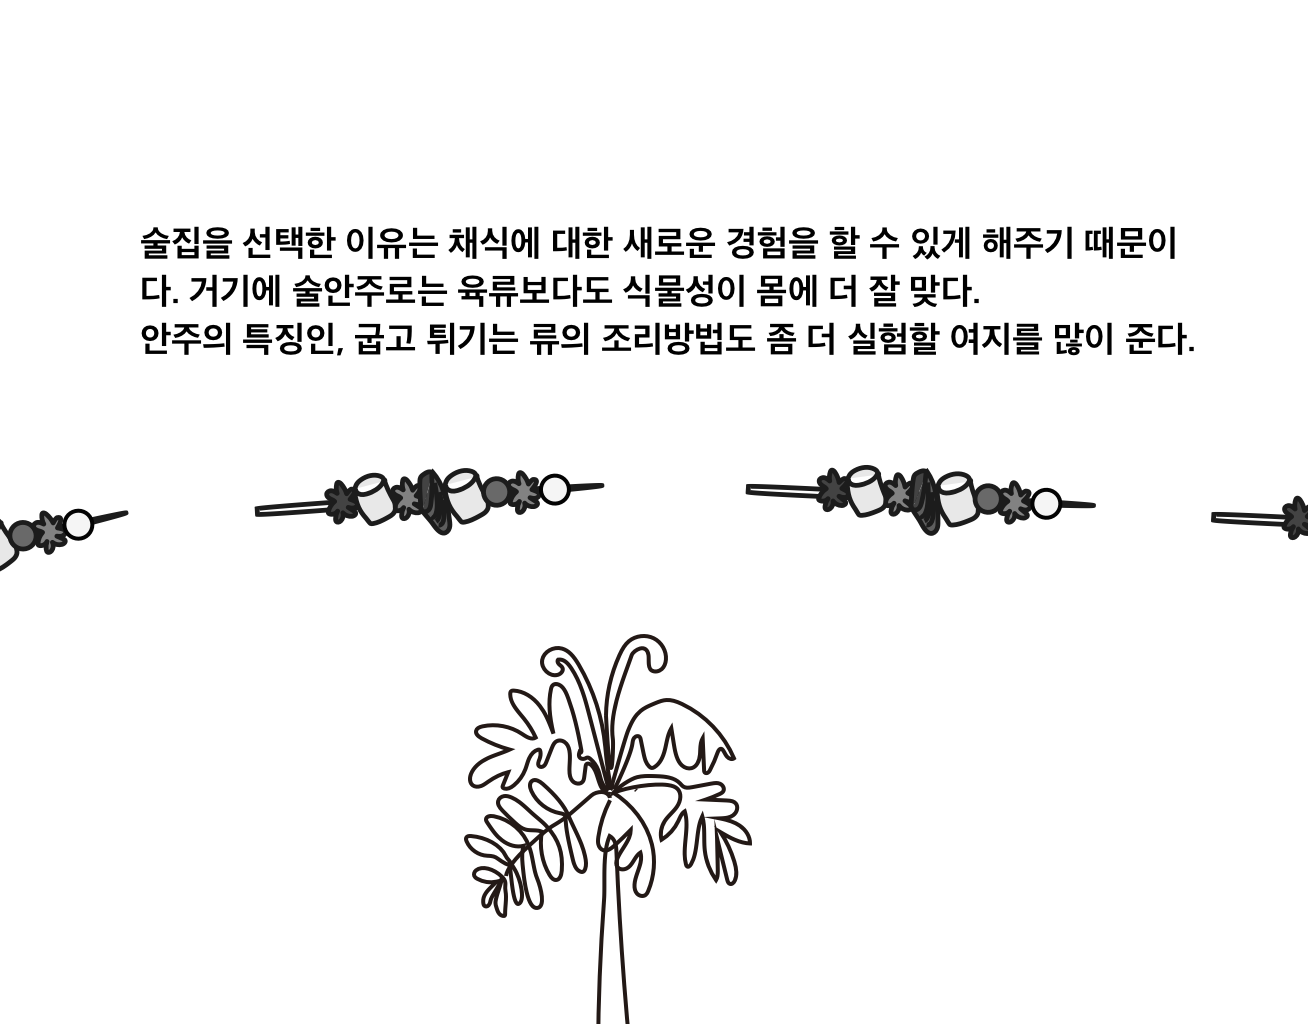 술집을 선택한 이유는 채식에 대한 새로운 경험을 할 수 있게 해주기 때문이
다. 거기에 술안주로는 육류보다도 식물성이 몸에 더 잘 맞다.
안주의 특징인, 굽고 튀기는 류의 조리방법도 좀 더 실험할 여지를 많이 준다.